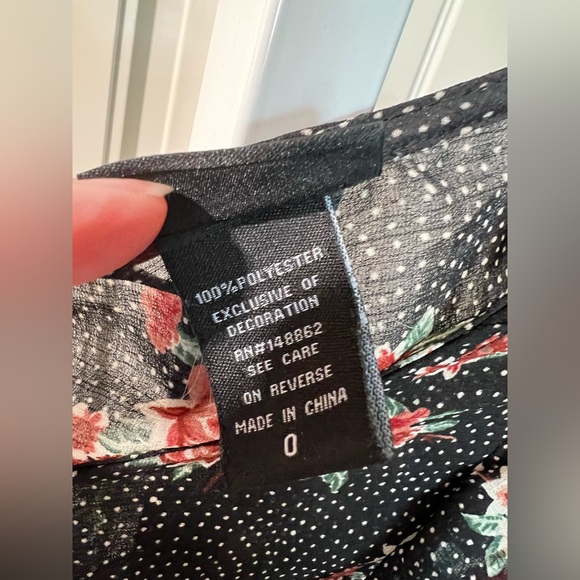 100%POLYESTER
EXCLUSIVE OF
DECORATION
RN#148862
SEE CARE
ON REVERSE
MADE IN CHINA
0